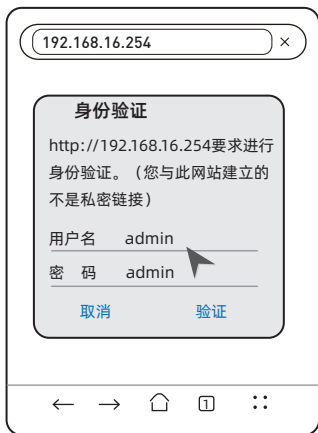 192.168.16.254
身份验证
http://192.168.16.254要求进行
身份验证。（您与此网站建立的
不是私密链接）
用户名 admin
密 码 admin
取消 验证
1